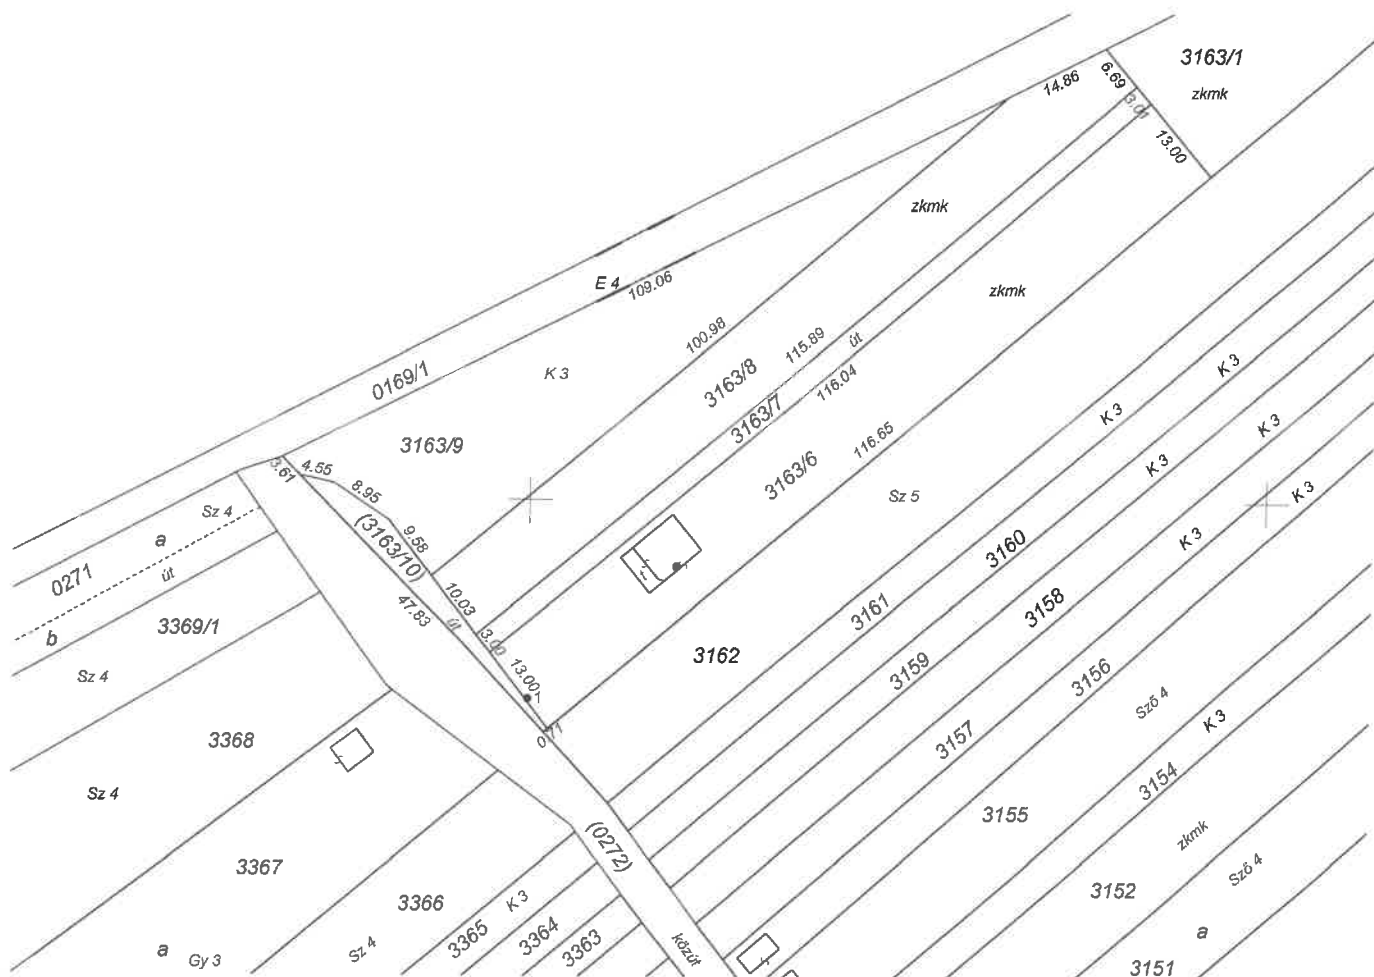 3163/1
zkmk
14.86
6.69
3.01
13.00
zkmk
E 4
109.06
zkmk
100.98
115.89
út
0169/1
K 3
3163/8
3163/7
116.04
K 3
K 3
3163/9
3163/6
116.65
K 3
K 3
3.61
4.55
8.95
Sz 4
a
Sz 5
K 3
K 3
(3163/10)
9.58
3160
0271
út
10.03
3161
3158
b
3369/1
47.83
út
3.00
3162
3159
3156
Sz 4
13.00
Sző 4
K 3
0.71
3157
3368
3154
Sz 4
3155
zkmk
(0272)
Sző 4
3367
3152
3366
K 3
3365
3364
3363
közút
a
a
Gy 3
Sz 4
3151